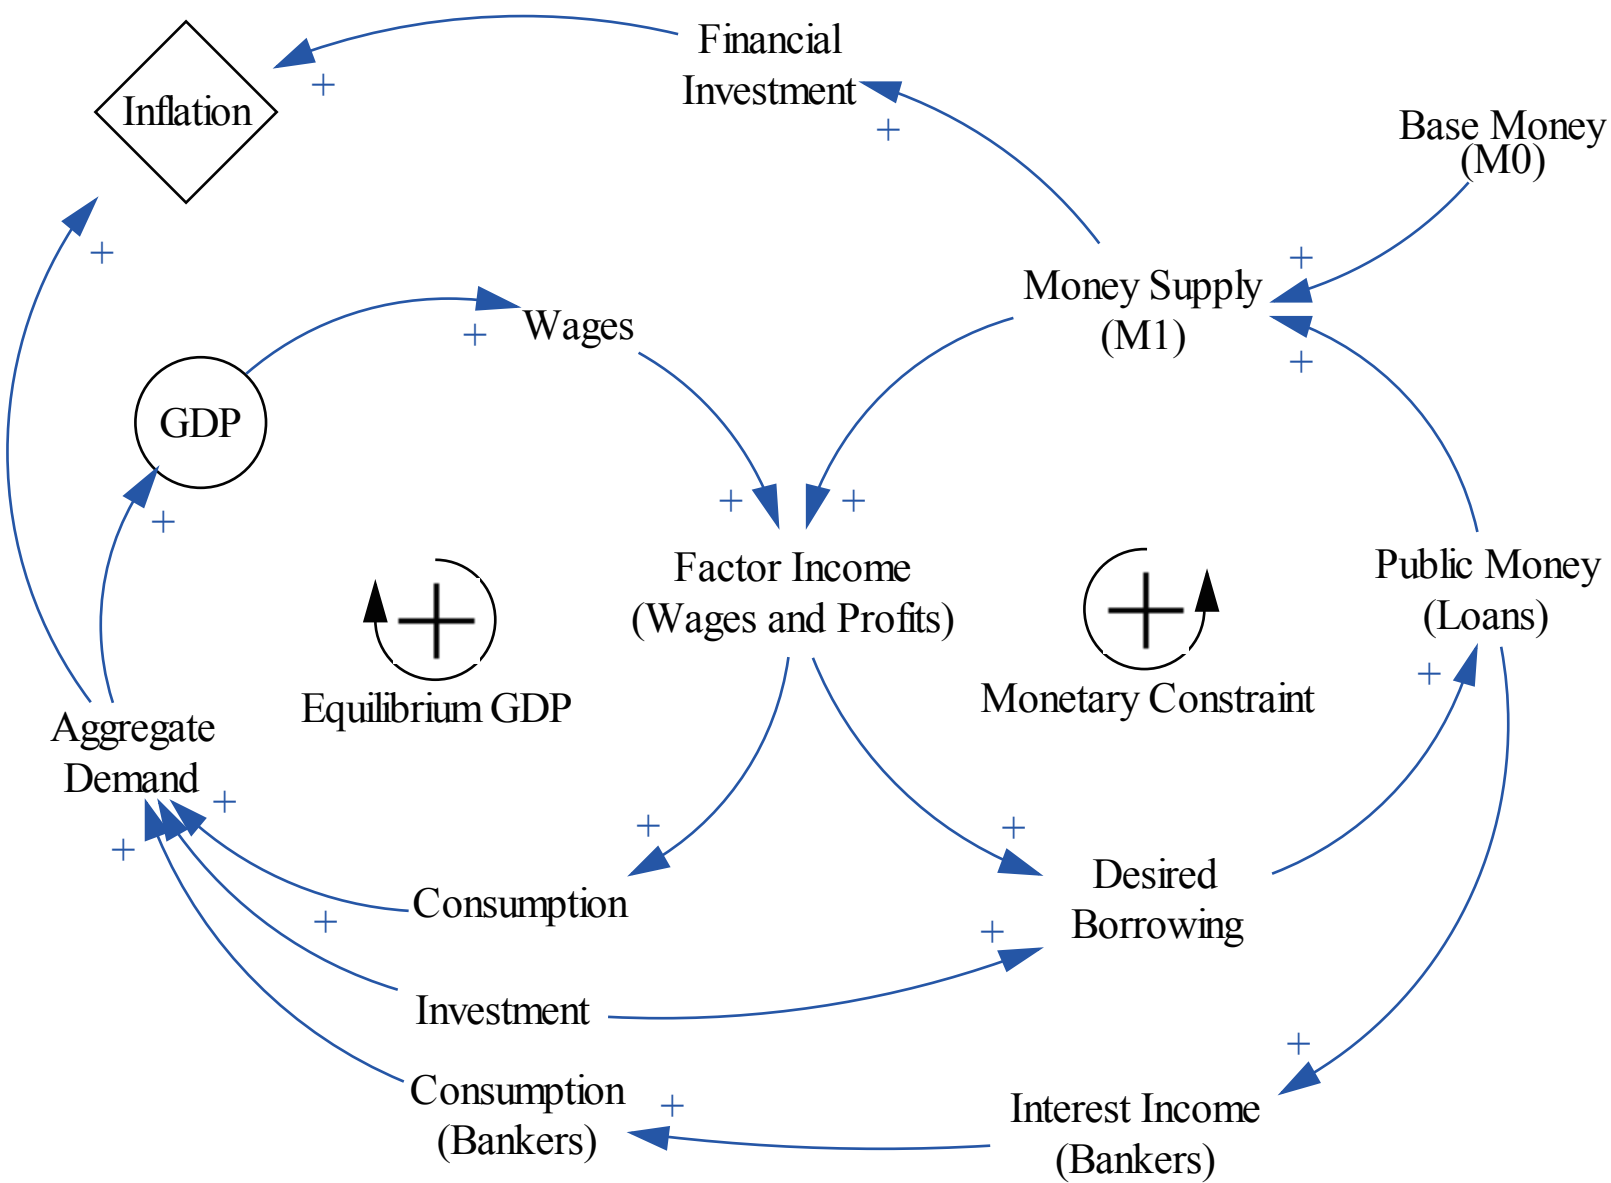 Financial
Investment
+
Inflation
+
+
Base Money
(M0)
+
+
Money Supply
(M1)
+
Wages
+
GDP
+
+
+
Factor Income
(Wages and Profits)
Public Money
(Loans)
+
+
Equilibrium GDP
Monetary Constraint
+
Aggregate
Demand
+
+
+
+
Consumption
Desired
Borrowing
+
+
Investment
+
Consumption
(Bankers)
+
Interest Income
(Bankers)